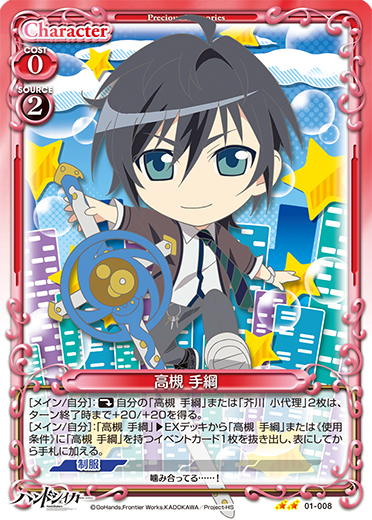 Precious Memories
Character
COST
0
SOURCE
2
高槻 手綱
[メイン/自分]:自分の「高槻 手綱」または「芥川 小代理」2枚は、
ターン終了時まで+20/+20を得る。
[メイン/自分]:「高槻 手綱」▶EXデッキから「高槻 手綱」または《使用
条件》に「高槻 手綱」を持つイベントカード1枚を抜き出し、表にしてか
ら手札に加える。
制服
噛み合ってる……!
ハンドシェイカー
©GoHands,Frontier Works,KADOKAWA/Project-HS
01-008